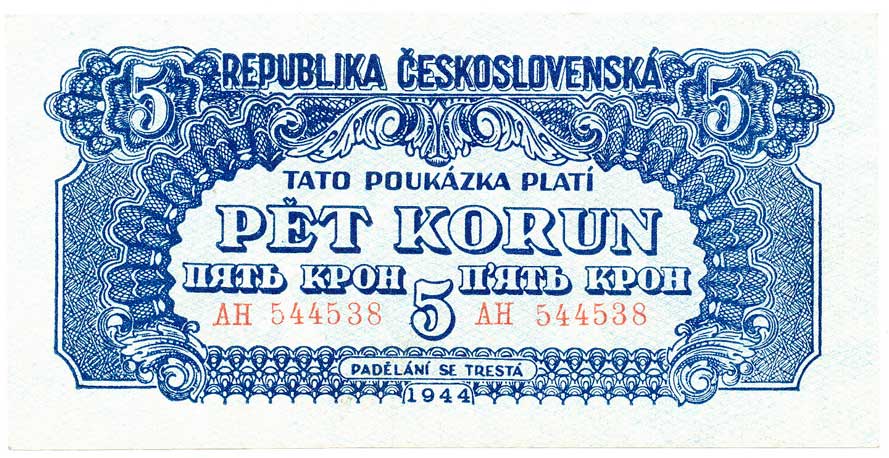 5 REPUBLIKA ČESKOSLOVENSKÁ 5
TATO POUKÁZKA PLATÍ
PĚT KORUN
ПЯТЬ КРОН П'ЯТЬ КРОН
5
АН 544538 АН 544538
PADĚLÁNÍ SE TRESTÁ
1944